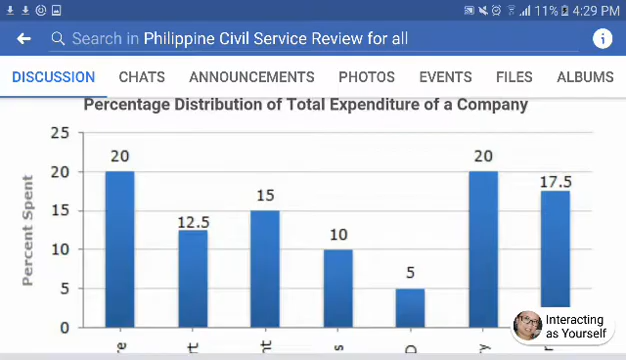 11% 4:29 PM
Search in Philippine Civil Service Review for all
DISCUSSION CHATS ANNOUNCEMENTS PHOTOS EVENTS FILES ALBUMS
Percentage Distribution of Total Expenditure of a Company
Percent Spent
25
20
15
10
5
0
20
12.5
15
10
5
20
17.5
Interacting
as Yourself